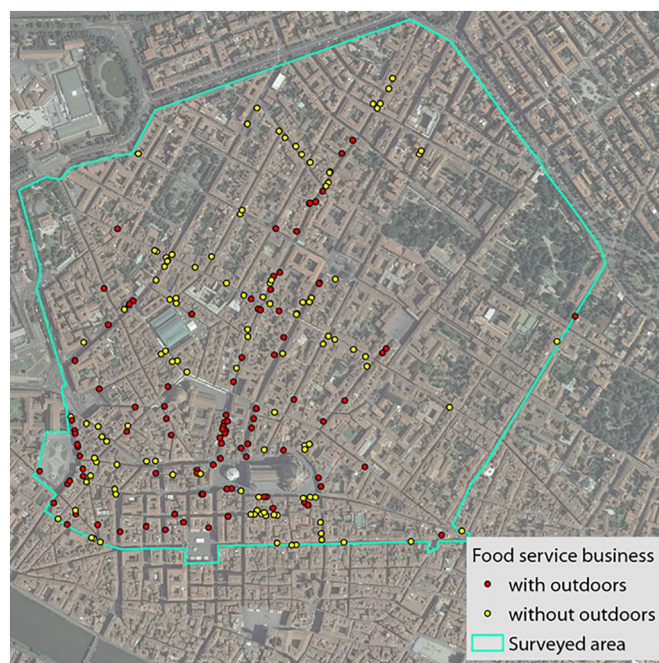 Food service business
with outdoors
without outdoors
Surveyed area